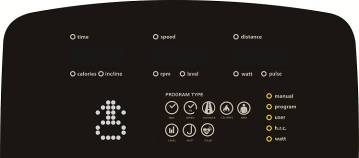 time speed distance
calories incline rpm level watt pulse
PROGRAM TYPE
manual
program
user
h.r.c.
watt